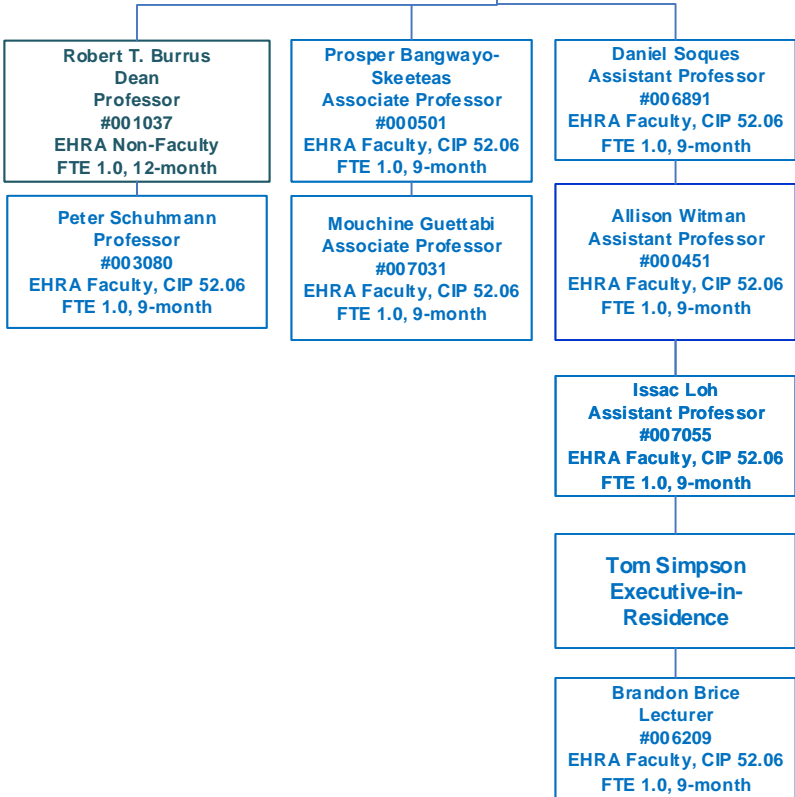 Robert T. Burrus
Dean
Professor
#001037
EHRA Non-Faculty
FTE 1.0, 12-month
Peter Schuhmann
Professor
#003080
EHRA Faculty, CIP 52.06
FTE 1.0, 9-month
Prosper Bangwayo-
Skeeteas
Associate Professor
#000501
EHRA Faculty, CIP 52.06
FTE 1.0, 9-month
Mouchine Guettabi
Associate Professor
#007031
EHRA Faculty, CIP 52.06
FTE 1.0, 9-month
Daniel Soques
Assistant Professor
#006891
EHRA Faculty, CIP 52.06
FTE 1.0, 9-month
Allison Witman
Assistant Professor
#000451
EHRA Faculty, CIP 52.06
FTE 1.0, 9-month
Issac Loh
Assistant Professor
#007055
EHRA Faculty, CIP 52.06
FTE 1.0, 9-month
Tom Simpson
Executive-in-
Residence
Brandon Brice
Lecturer
#006209
EHRA Faculty, CIP 52.06
FTE 1.0, 9-month